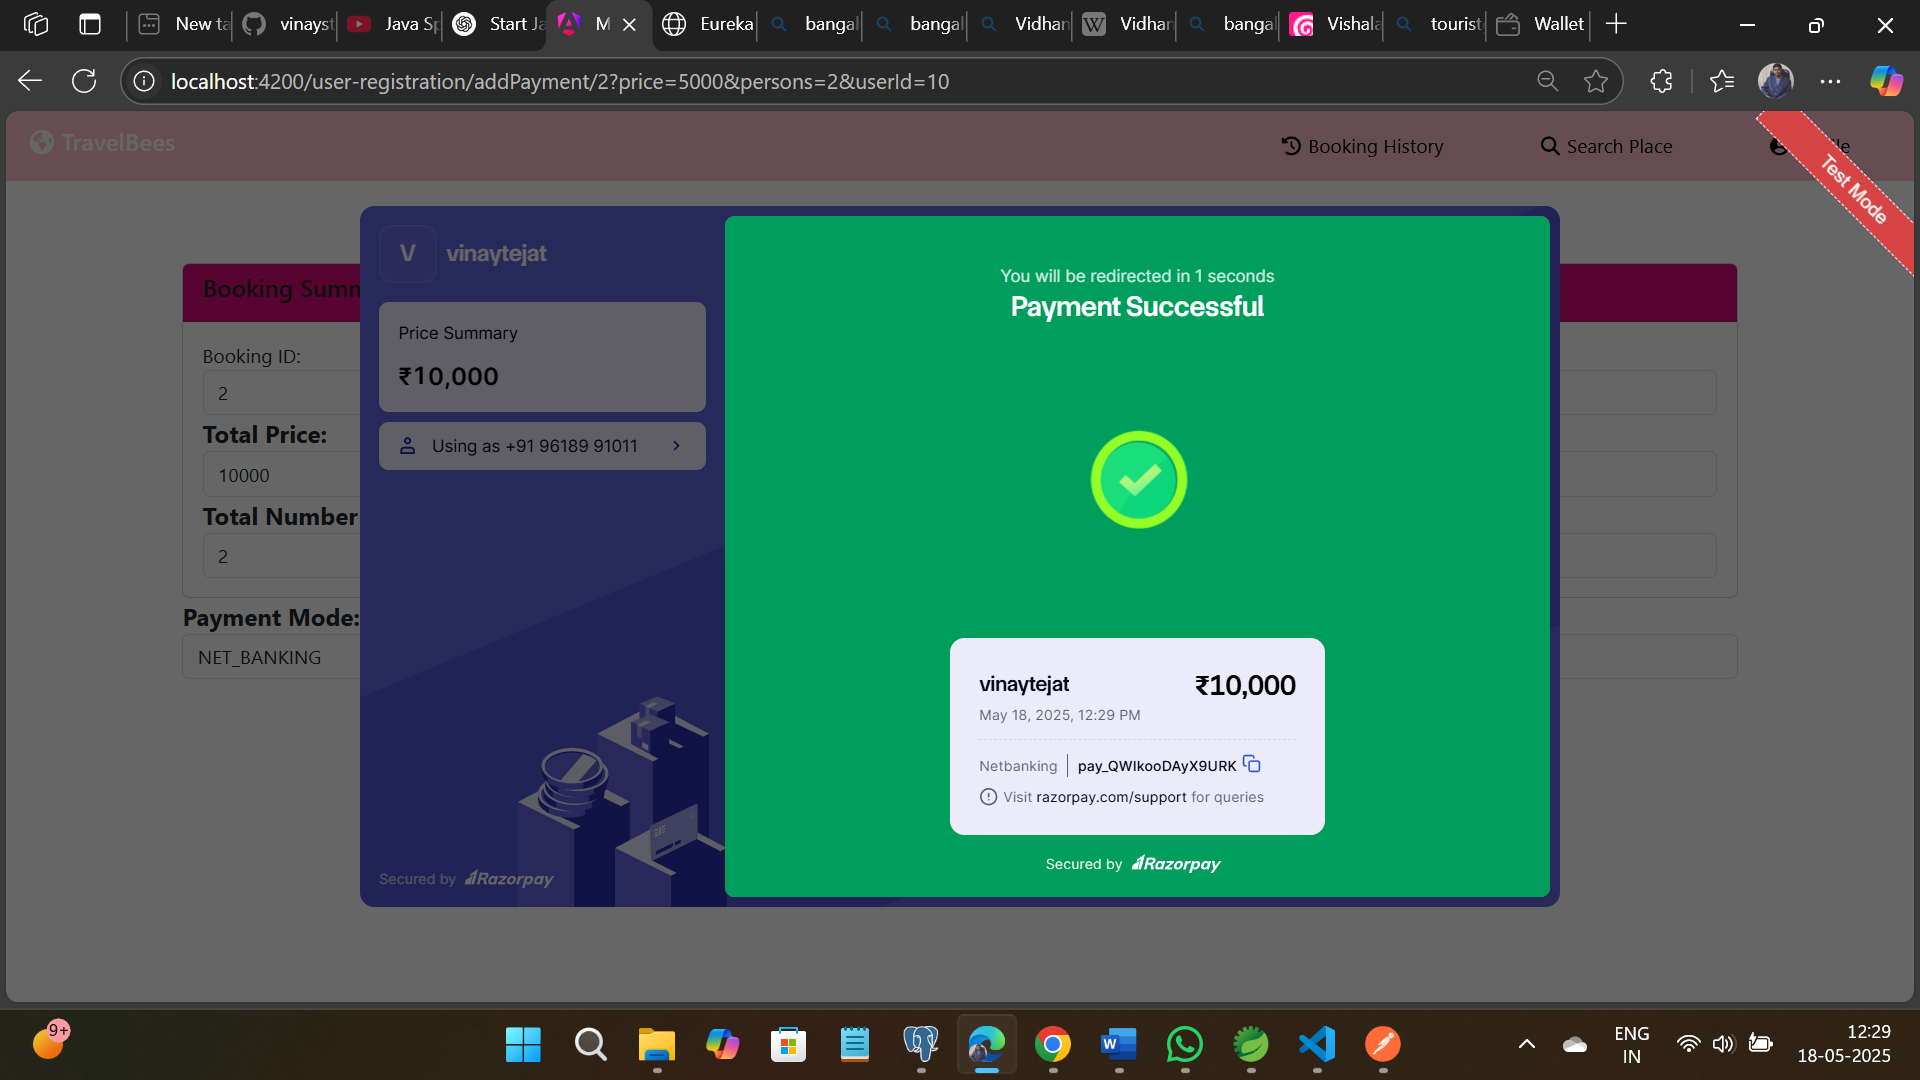 New ta
vinayst
Java Sp
Start Ja
M
Eureka
bangal
bangal
Vidhan
Vidhan
bangal
Vishala
tourist
Wallet
localhost:4200/user-registration/addPayment/2?price=5000&persons=2&userId=10
TravelBees
Booking History
Search Place
le
Test Mode
V
vinaytejat
Booking Summ
Price Summary
₹10,000
Using as +91 96189 91011
Booking ID:
2
Total Price:
10000
Total Number
2
Payment Mode:
NET_BANKING
Secured by Razorpay
You will be redirected in 1 seconds
Payment Successful
vinaytejat
₹10,000
May 18, 2025, 12:29 PM
Netbanking
pay_QWIkooDAyX9URK
Visit razorpay.com/support for queries
Secured by Razorpay
9+
ENG
IN
12:29
18-05-2025